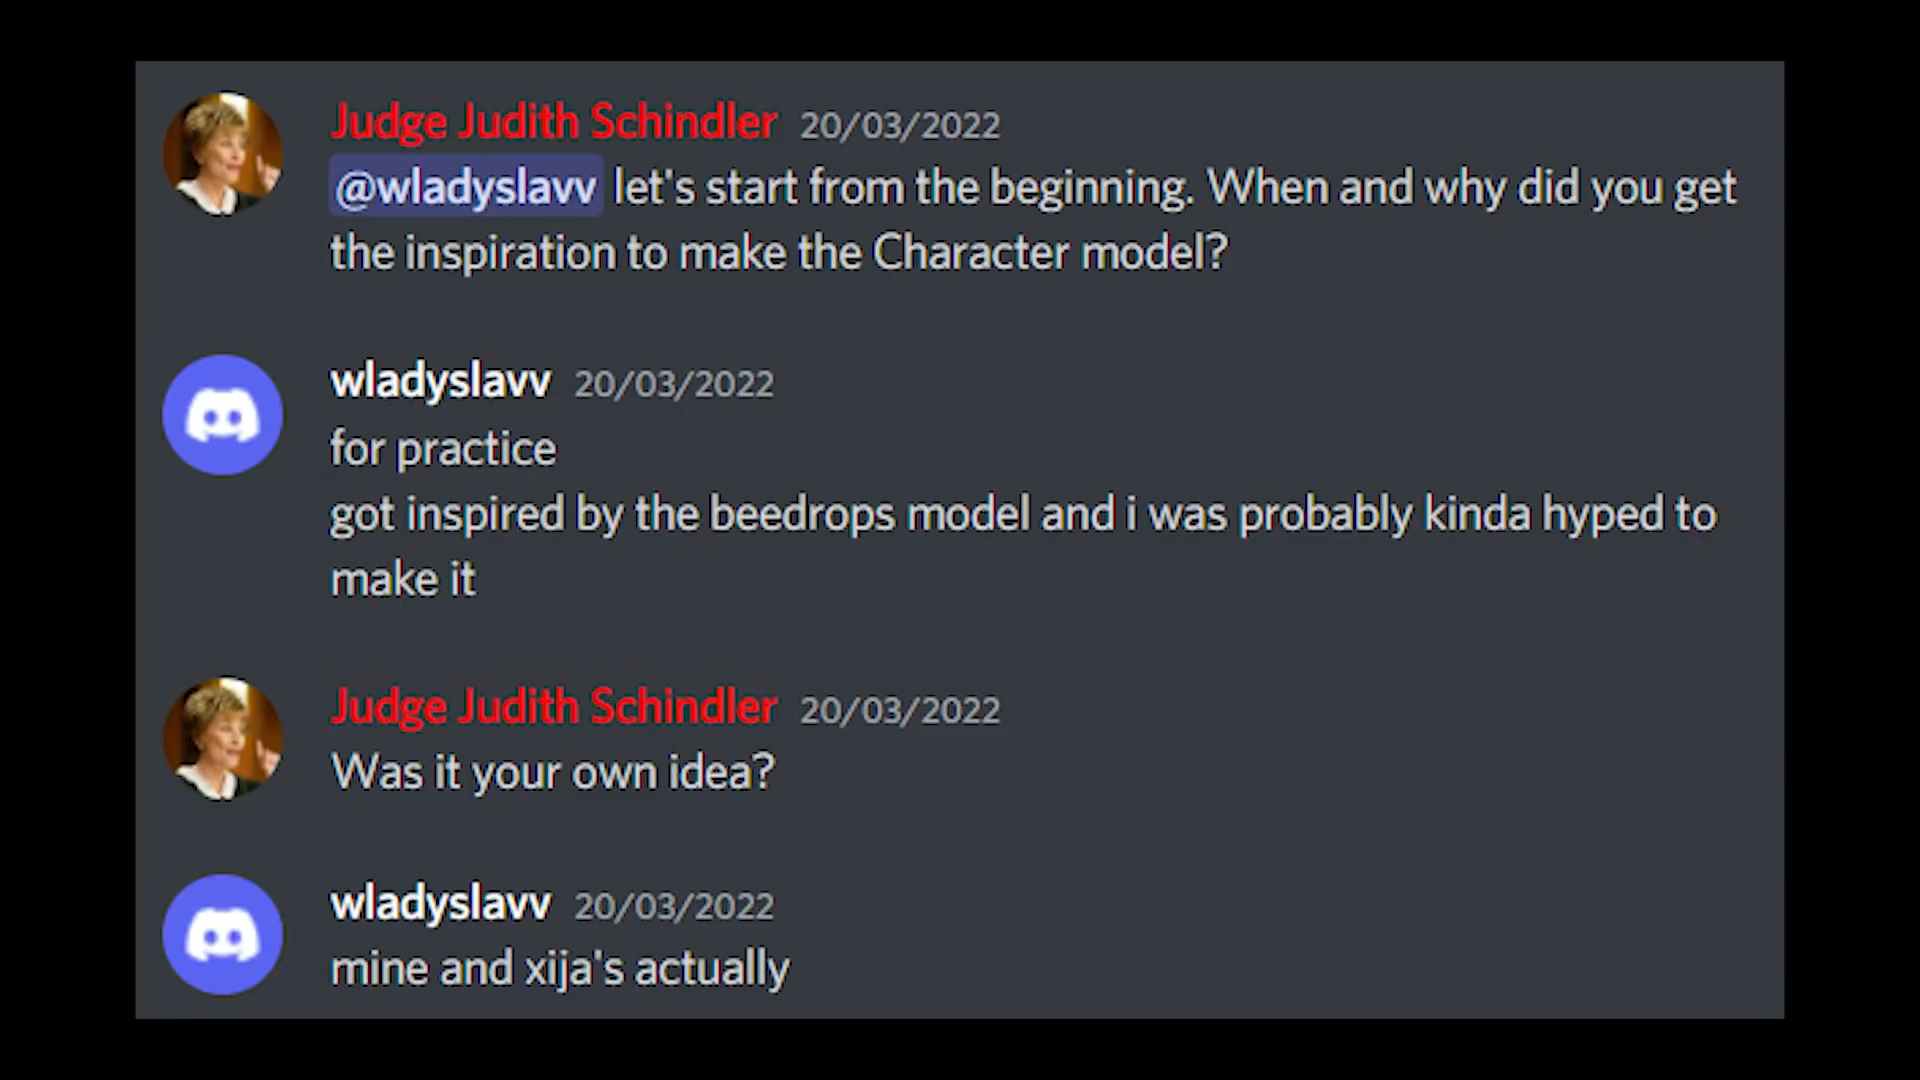 Judge Judith Schindler 20/03/2022
@wladyslavv let's start from the beginning. When and why did you get
the inspiration to make the Character model?
wladyslavv 20/03/2022
for practice
got inspired by the beedrops model and i was probably kinda hyped to
make it
Judge Judith Schindler 20/03/2022
Was it your own idea?
wladyslavv 20/03/2022
mine and xija's actually